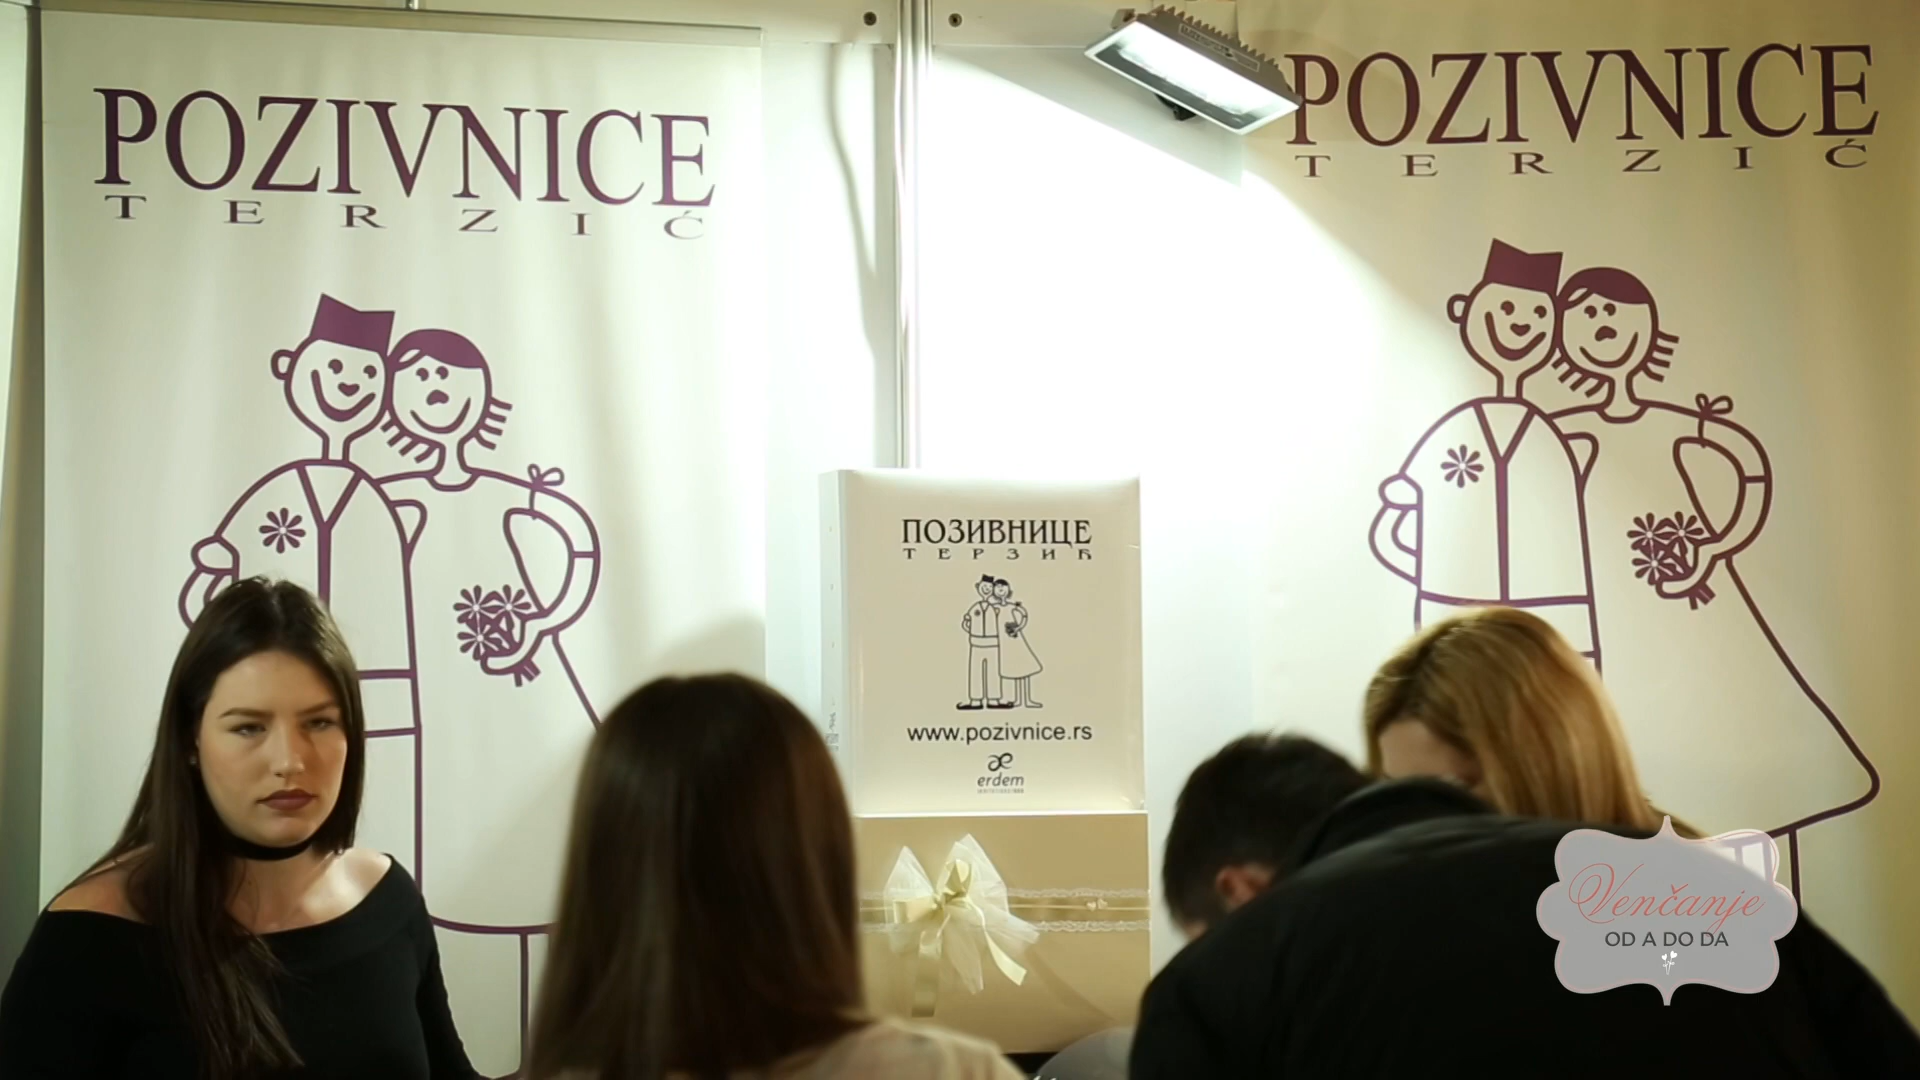 POZIVNICE
TERZIĆ
POZIVNICE
TERZIĆ
ПОЗИВНИЦЕ
ТЕРЗИЋ
www.pozivnice.rs
erdem
Venčanje
OD A DO DA